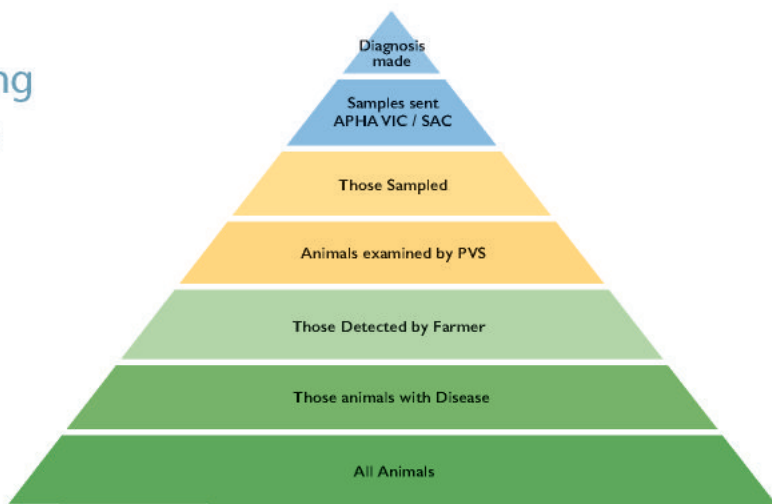 Diagnosis
made
ng
Samples sent
APHA VIC / SAC
Those Sampled
Animals examined by PVS
Those Detected by Farmer
Those animals with Disease
All Animals